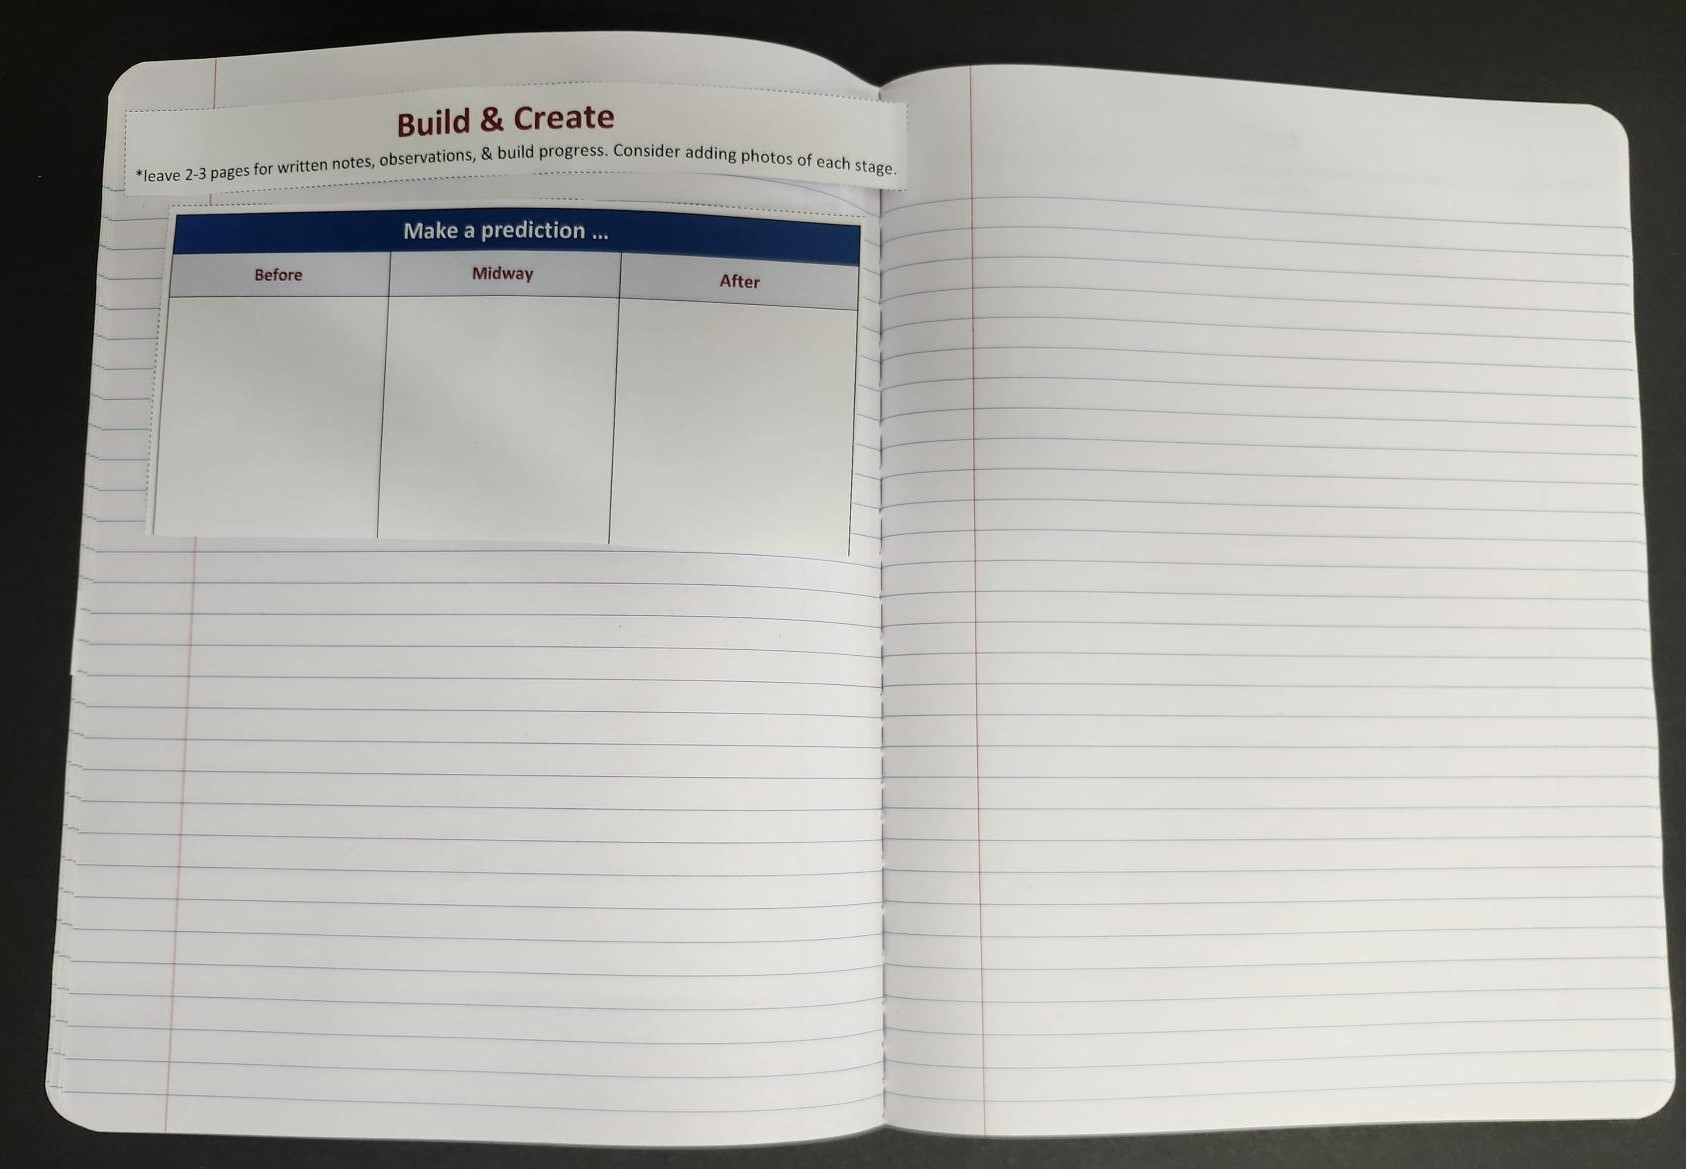 Build & Create
*leave 2-3 pages for written notes, observations, & build progress. Consider adding photos of each stage.
Make a prediction ...
Before Midway After